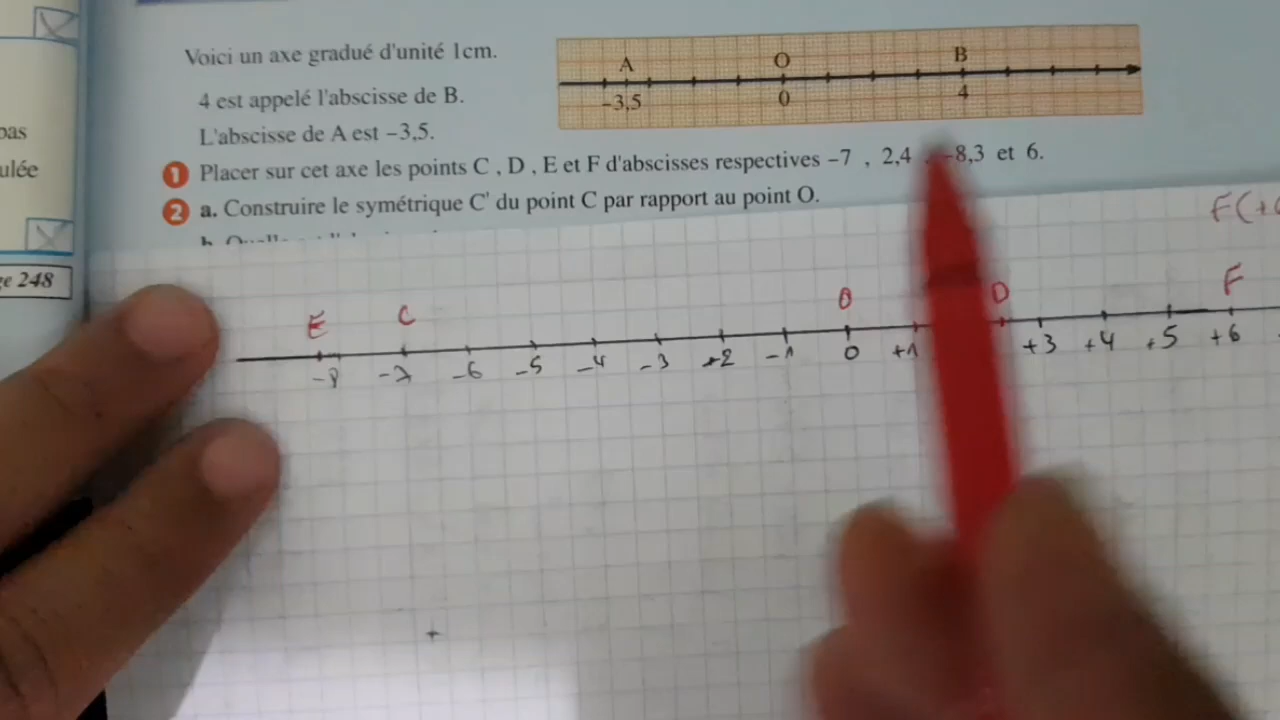 Voici un axe gradué d'unité 1cm.
A O B
-3,5 0 4
4 est appelé l'abscisse de B.
L'abscisse de A est -3,5.
pas
ulée
1 Placer sur cet axe les points C , D , E et F d'abscisses respectives -7 , 2,4 , -8,3 et 6.
2 a. Construire le symétrique C' du point C par rapport au point O.
ge 248
F(+
E C O D F
-8 -7 -6 -5 -4 -3 +2 -1 0 +1 +3 +4 +5 +6